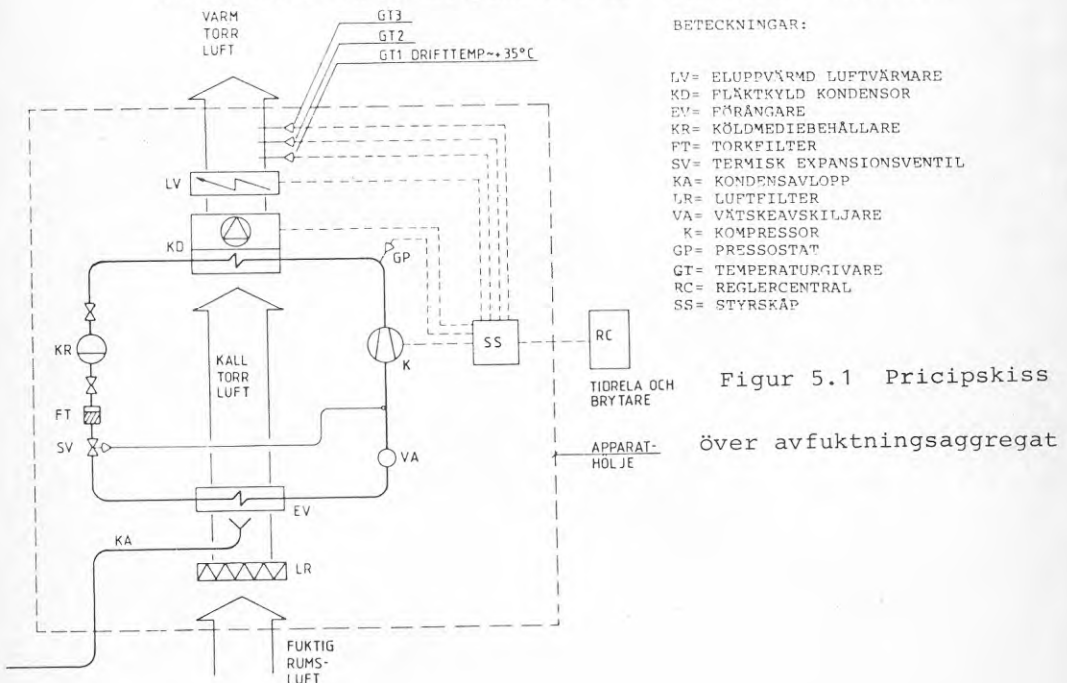 VARM
TORR
LUFT
GT3
GT2
GT1 DRIFTTEMP~+35°C
LV
KD
GP
KR
KALL
TORR
LUFT
K
SS
RC
TIDRELA OCH
BRYTARE
FT
SV
VA
APPARAT-
HÖLJE
EV
KA
LR
FUKTIG
RUMS-
LUFT
BETECKNINGAR:
LV= ELUPPVÄRMD LUFTVÄRMARE
KD= FLÄKTKYLD KONDENSOR
EV= FÖRÅNGARE
KR= KÖLDMEDIEBEHÅLLARE
FT= TORKFILTER
SV= TERMISK EXPANSIONSVENTIL
KA= KONDENSAVLOPP
LR= LUFTFILTER
VA= VÄTSKEAVSKILJARE
K= KOMPRESSOR
GP= PRESSOSTAT
GT= TEMPERATURGIVARE
RC= REGLERCENTRAL
SS= STYRSKÅP
Figur 5.1 Pricipskiss
över avfuktningsaggregat